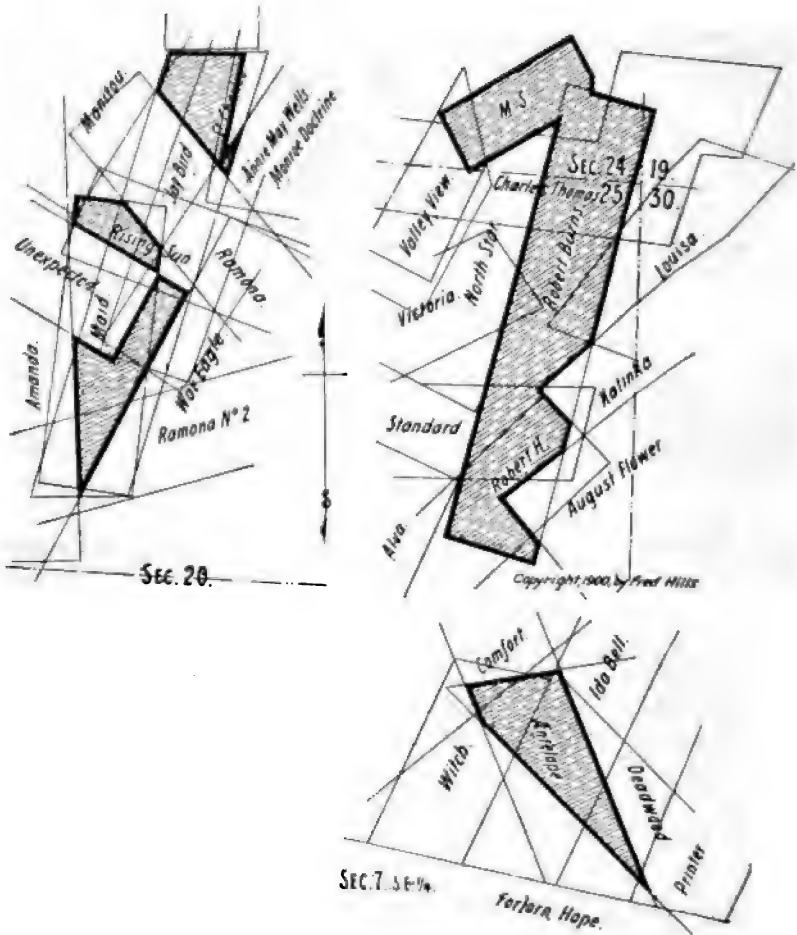 Manitou.
Jay Bird
Annie May Wells.
Monroe Doctrine
Rising Sun
Unexpected
Maid
Ramona.
War Eagle
Amanda.
Ramona Nº 2
SEC. 20.
M.S.
SEC. 24 19.
Charles Thomas 25 30.
Valley View.
Victoria.
North Star
Robert Burns
Louisa.
Standard
Katinka
Robert H.
August Flower
Alva.
Copyright, 1900, by Fred Hills
Comfort.
Ida Bell.
Witch.
Antelope
Deadwood
Printer
SEC. 7. S.E.¼.
Forlorn Hope.